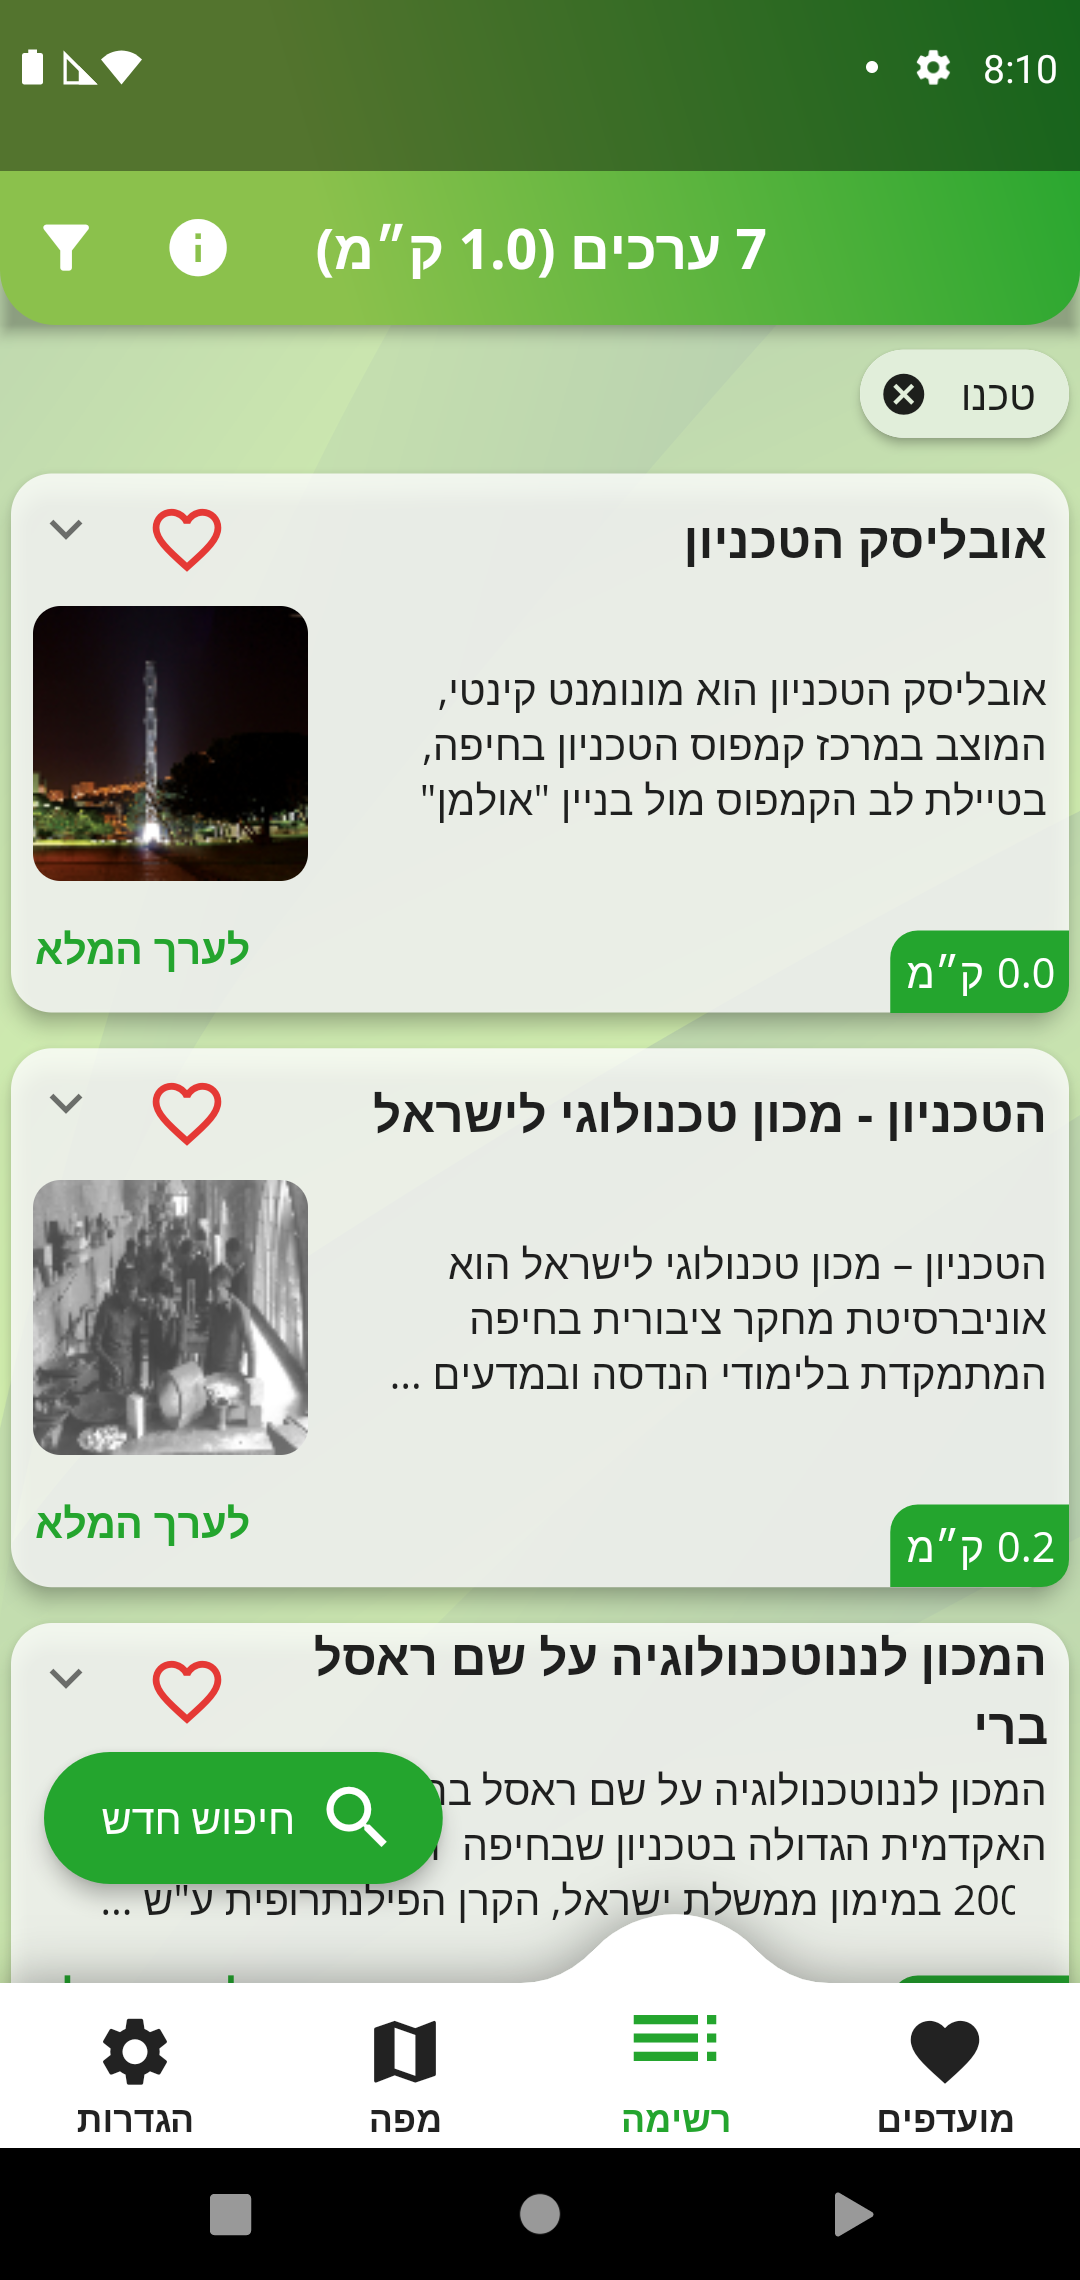 8:10
7 ערכים (1.0 ק״מ)
טכנו
אובליסק הטכניון
אובליסק הטכניון הוא מונומנט קינטי,
המוצב במרכז קמפוס הטכניון בחיפה,
בטיילת לב הקמפוס מול בניין "אולמן"
לערך המלא
0.0 ק״מ
הטכניון - מכון טכנולוגי לישראל
הטכניון – מכון טכנולוגי לישראל הוא
אוניברסיטת מחקר ציבורית בחיפה
המתמקדת בלימודי הנדסה ובמדעים ...
לערך המלא
0.2 ק״מ
המכון לננוטכנולוגיה על שם ראסל
ברי
המכון לננוטכנולוגיה על שם ראסל
האקדמית הגדולה בטכניון שבחיפה
במימון ממשלת ישראל, הקרן הפילנתרופית ע"ש ...
חיפוש חדש
מועדפים
רשימה
מפה
הגדרות